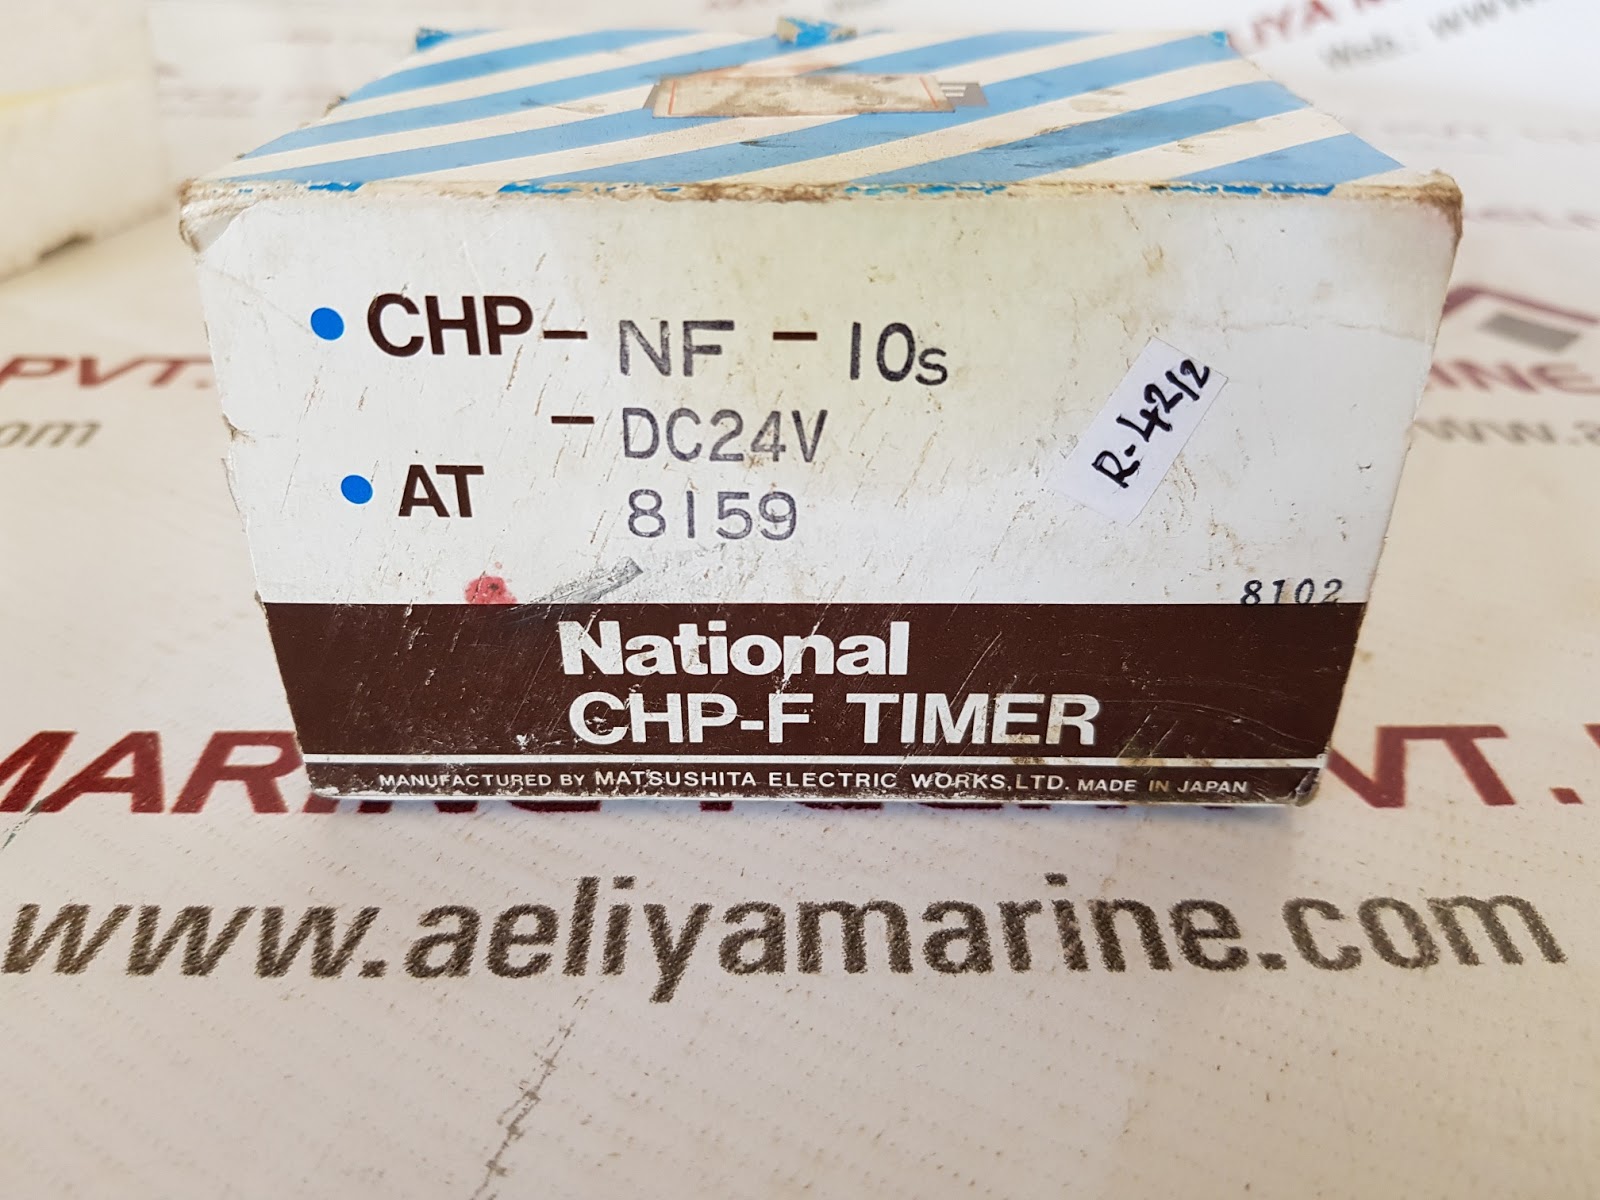 CHP- NF - 10s
- DC24V
AT 8159
R-4212
8102
National
CHP-F TIMER
MANUFACTURED BY MATSUSHITA ELECTRIC WORKS,LTD. MADE IN JAPAN
PVT.
www.aeliyamarine.com